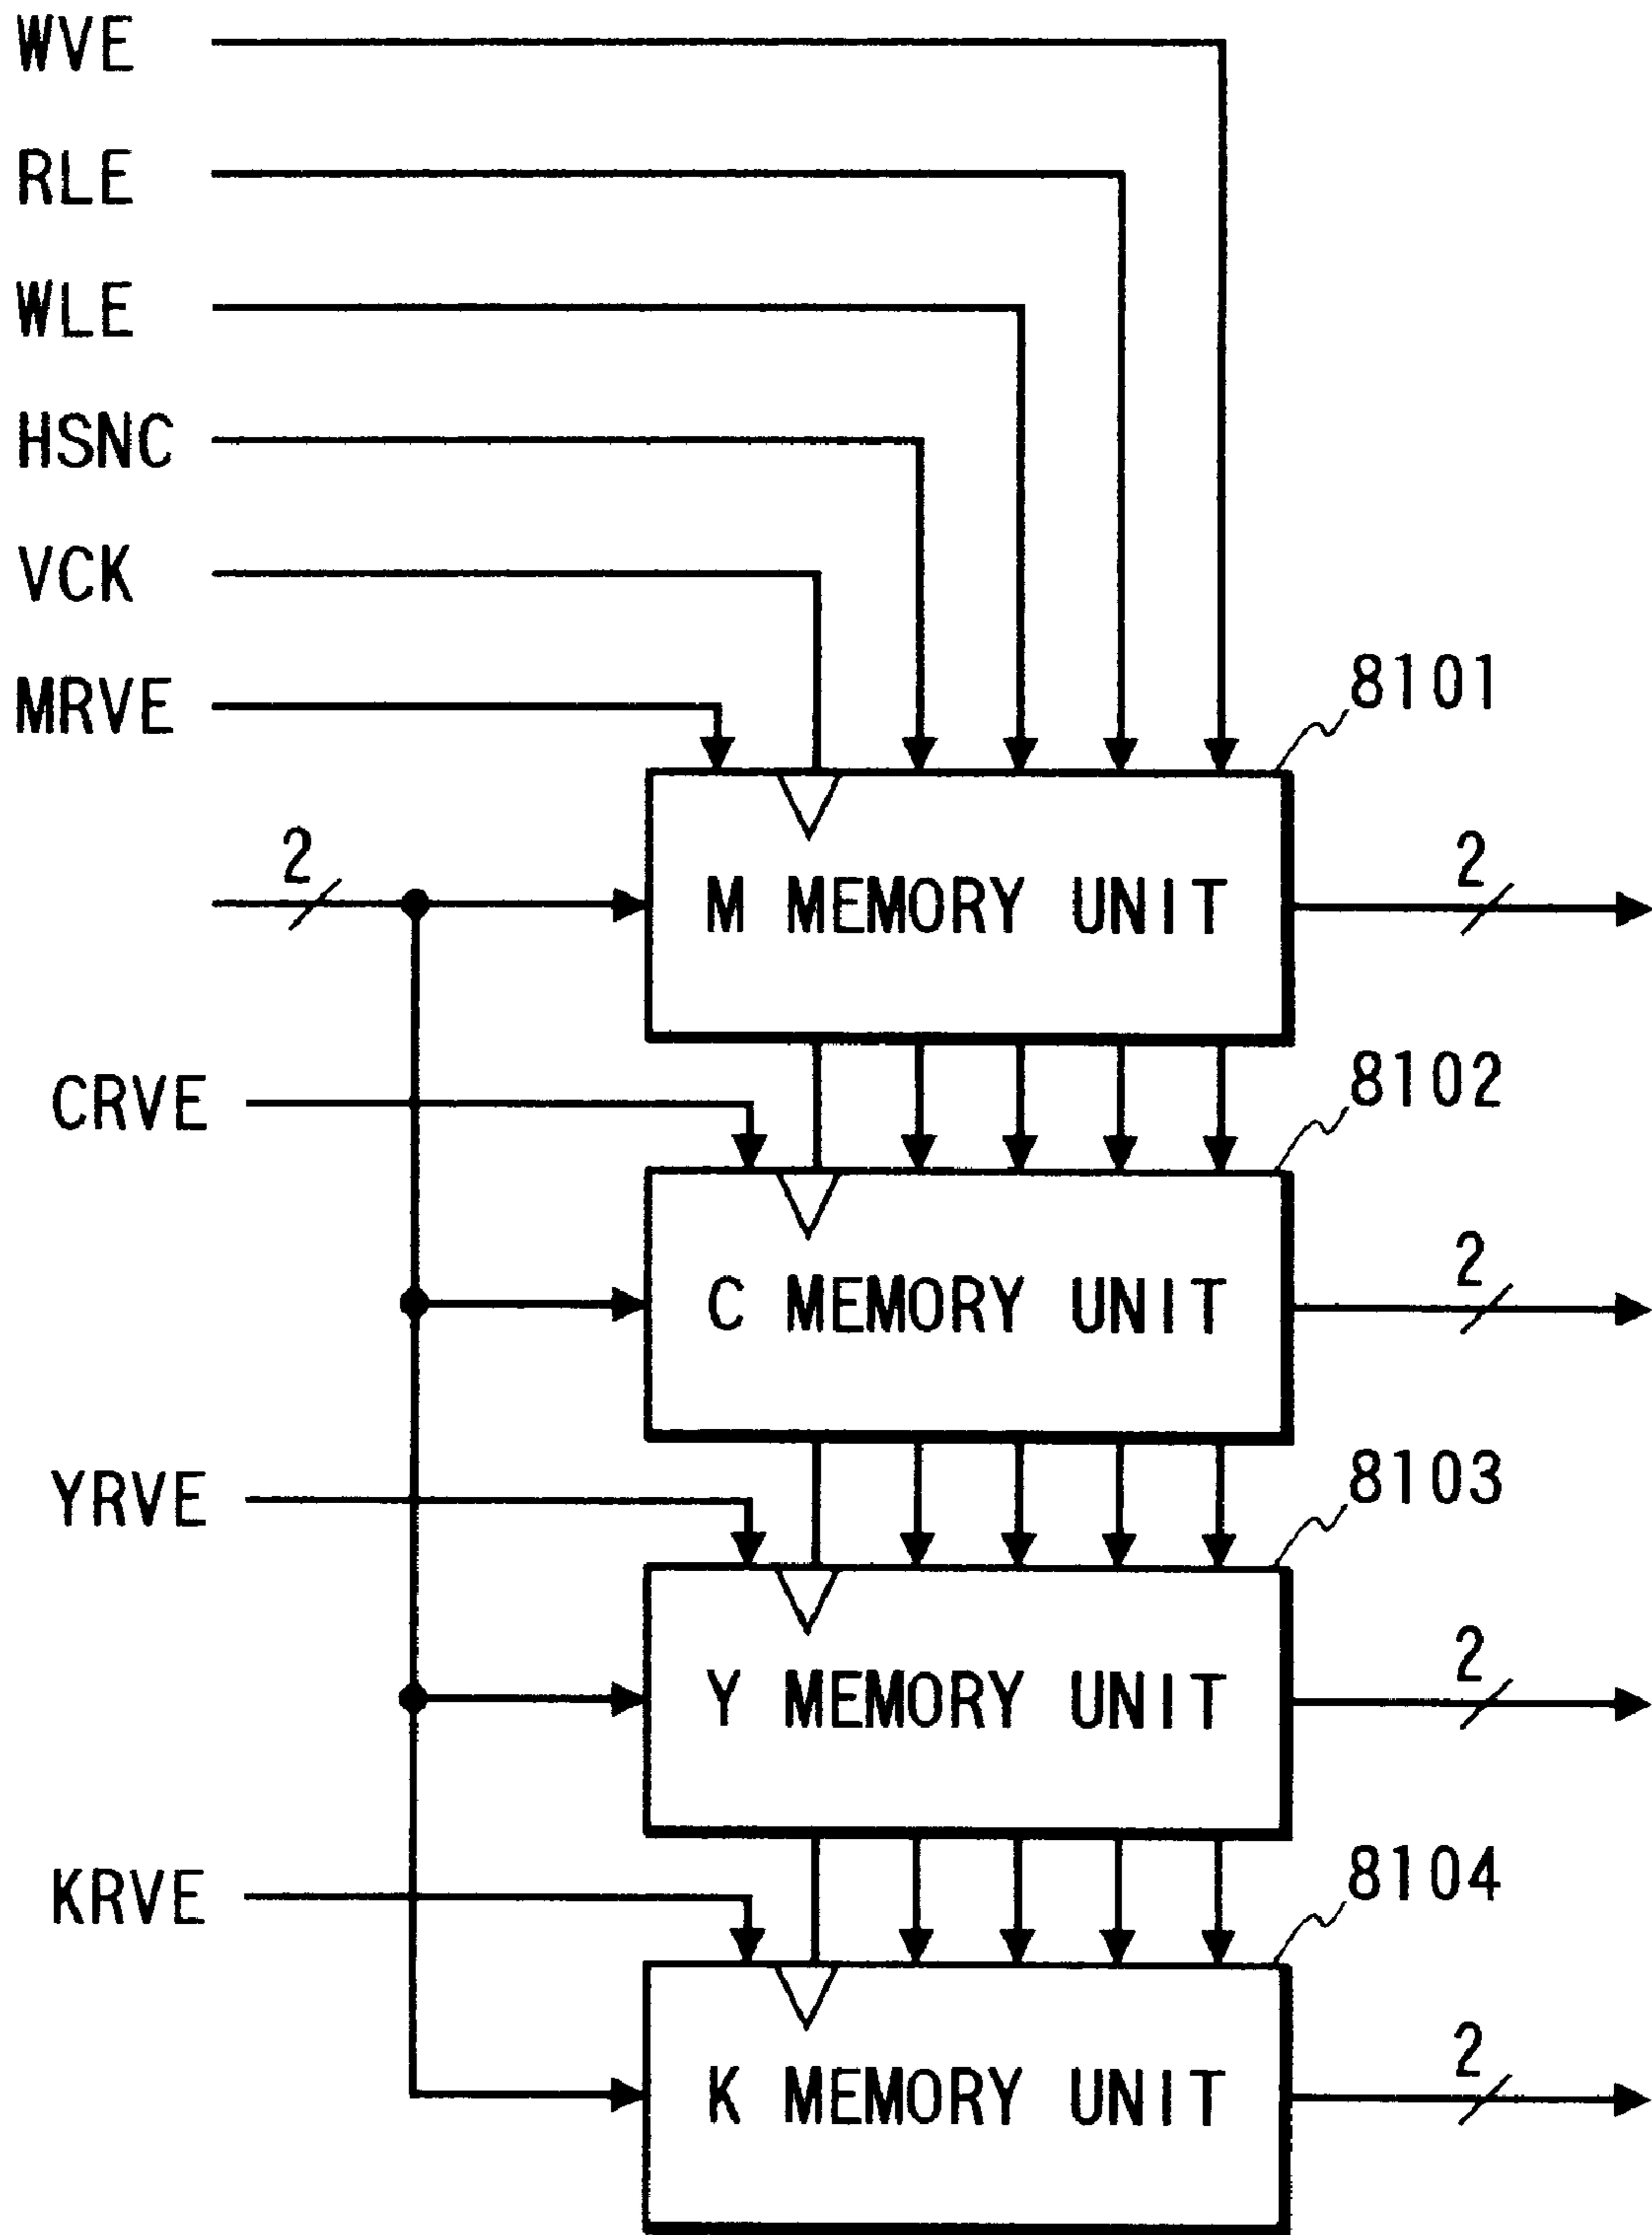 WVE
RLE
WLE
HSNC
VCK
MRVE
8101
2
M MEMORY UNIT
2
CRVE
8102
C MEMORY UNIT
2
YRVE
8103
Y MEMORY UNIT
2
KRVE
8104
K MEMORY UNIT
2